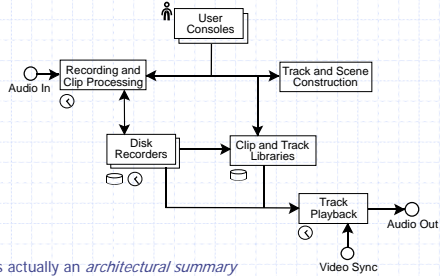 User
Consoles
Recording and
Clip Processing
Track and Scene
Construction
Audio In
Disk
Recorders
Clip and Track
Libraries
Track
Playback
Audio Out
Video Sync
s actually an architectural summary